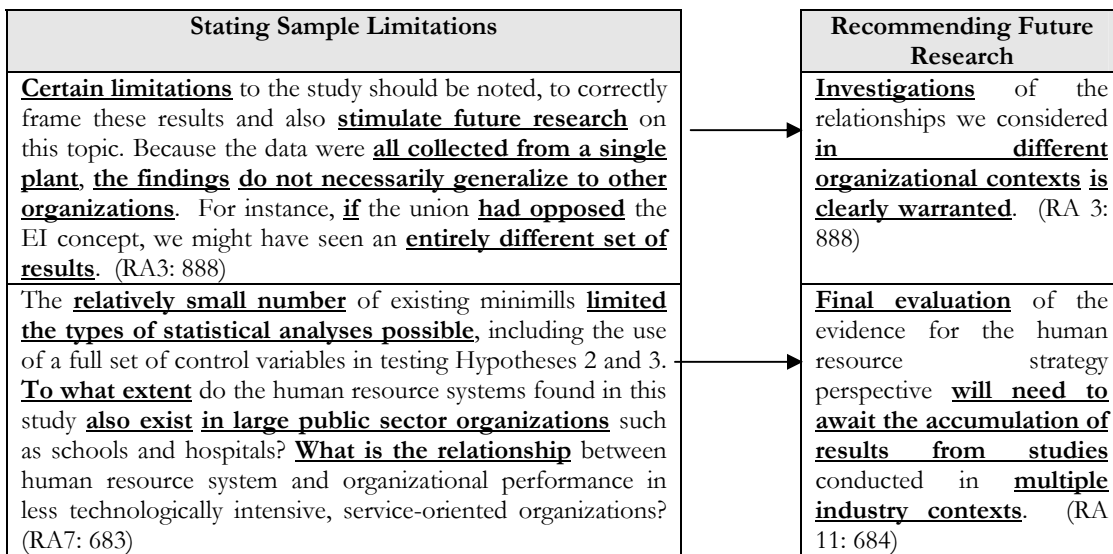 Stating Sample Limitations
Certain limitations to the study should be noted, to correctly
frame these results and also stimulate future research on
this topic. Because the data were all collected from a single
plant, the findings do not necessarily generalize to other
organizations. For instance, if the union had opposed the
EI concept, we might have seen an entirely different set of
results. (RA3: 888)
The relatively small number of existing minimills limited
the types of statistical analyses possible, including the use
of a full set of control variables in testing Hypotheses 2 and 3.
To what extent do the human resource systems found in this
study also exist in large public sector organizations such
as schools and hospitals? What is the relationship between
human resource system and organizational performance in
less technologically intensive, service-oriented organizations?
(RA7: 683)
Recommending Future
Research
Investigations of the
relationships we considered
in different
organizational contexts is
clearly warranted. (RA 3:
888)
Final evaluation of the
evidence for the human
resource strategy
perspective will need to
await the accumulation of
results from studies
conducted in multiple
industry contexts. (RA
11: 684)